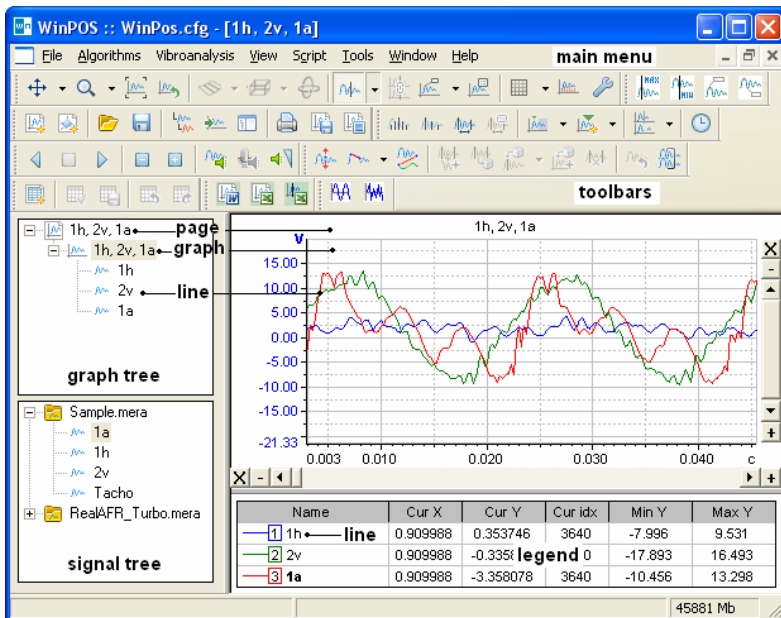 WinPOS :: WinPos.cfg - [1h, 2v, 1a]
File Algorithms Vibroanalysis View Script Tools Window Help main menu
MAX
MIN
toolbars
1h, 2v, 1a page
1h, 2v, 1a graph
1h
2v line
1a
graph tree
Sample.mera
1a
1h
2v
Tacho
RealAFR_Turbo.mera
signal tree
1h, 2v, 1a
V
15.00
10.00
5.00
0.00
-5.00
-10.00
-15.00
-21.33
0.003 0.010 0.020 0.030 0.040 c
Name Cur X Cur Y Cur idx Min Y Max Y
1 1h line 0.909988 0.353746 3640 -7.996 9.531
2 2v 0.909988 legend -17.893 16.493
3 1a 0.909988 -3.358078 3640 -10.456 13.298
45881 Mb